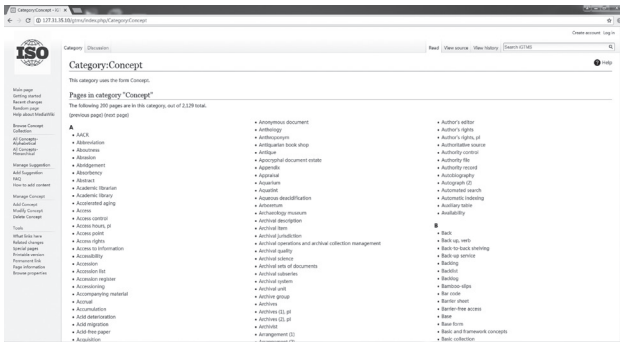 Category:Concept - IG
127.31.35.10/gtms/index.php/Category:Concept
Create account Log in
ISO
Category Discussion
Read View source View history Search IGTMS
Category:Concept
Help
This category uses the form Concept.
Pages in category "Concept"
The following 200 pages are in this category, out of 2,129 total.
(previous page) (next page)
Main page
Getting started
Recent changes
Random page
Help about MediaWiki
Browse Concept Collection
All Concepts-Alphabetical
All Concepts-Hierarchical
Manage Suggestion
Add Suggestion
FAQ
How to add content
Manage Concept
Add Concept
Modify Concept
Delete Concept
Tools
What links here
Related changes
Special pages
Printable version
Permanent link
Page information
Browse properties
A
AACR
Abbreviation
Aboutness
Abrasion
Abridgement
Absorbency
Abstract
Academic librarian
Academic library
Accelerated aging
Access
Access control
Access hours, pl
Access point
Access rights
Access to information
Accessibility
Accession
Accession list
Accession register
Accessioning
Accompanying material
Accrual
Accumulation
Acid deterioration
Acid migration
Acid-free paper
Acquisition
Anonymous document
Anthology
Anthroponym
Antiquarian book shop
Antique
Apocryphal document estate
Appendix
Appraisal
Aquarium
Aquatint
Aqueous deacidification
Arboretum
Archaeology museum
Archival description
Archival item
Archival jurisdiction
Archival operations and archival collection management
Archival quality
Archival science
Archival sets of documents
Archival subseries
Archival system
Archival unit
Archive group
Archives
Archives (1), pl
Archives (2), pl
Archivist
Arrangement (1)
Author's editor
Author's rights
Author's rights, pl
Authoritative source
Authority control
Authority file
Authority record
Autobiography
Autograph (2)
Automated search
Automatic indexing
Auxiliary table
Availability
B
Back
Back up, verb
Back-to-back shelving
Back-up service
Backing
Backlist
Backlog
Bamboo-slips
Bar code
Barrier sheet
Barrier-free access
Base
Base form
Basic and framework concepts
Basic collection